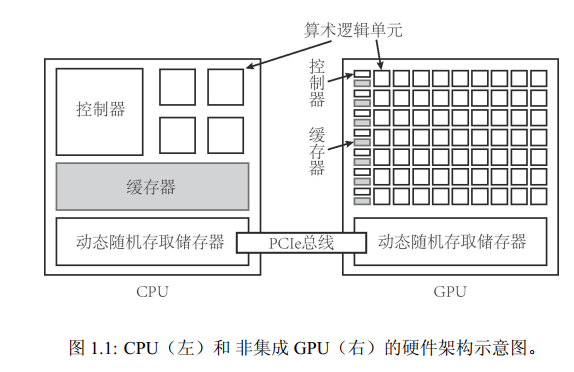 算术逻辑单元
控制器
缓存器
动态随机存取储存器
CPU
PCIe总线
控制器
缓存器
动态随机存取储存器
GPU
图 1.1: CPU（左）和 非集成 GPU（右）的硬件架构示意图。